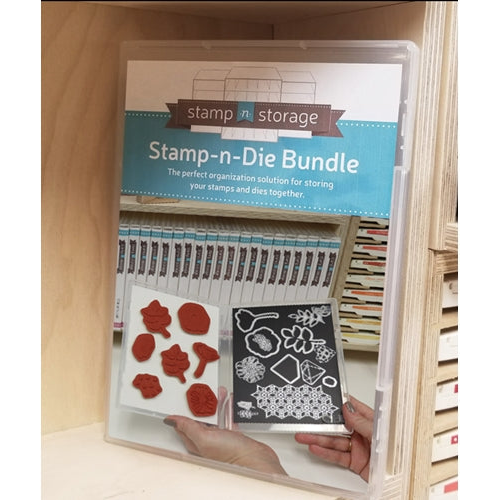 stamp n storage
Stamp-n-Die Bundle
The perfect organization solution for storing
your stamps and dies together.